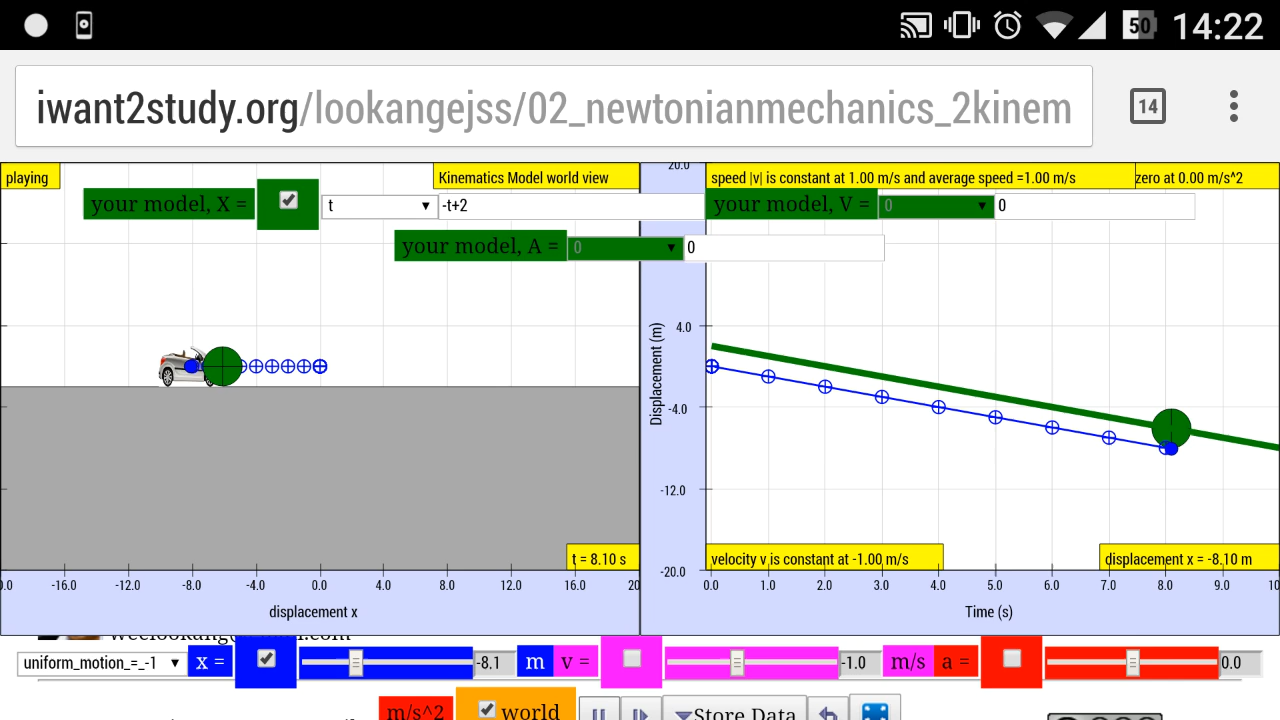 50 14:22
iwant2study.org/lookangejss/02_newtonianmechanics_2kinem 14
playing Kinematics Model world view 20.0 speed |v| is constant at 1.00 m/s and average speed =1.00 m/s zero at 0.00 m/s^2
your model, X = t -t+2 your model, V = 0 0
your model, A = 0 0
4.0
-4.0
-12.0
-20.0
Displacement (m)
t = 8.10 s velocity v is constant at -1.00 m/s displacement x = -8.10 m
0.0 -16.0 -12.0 -8.0 -4.0 0.0 4.0 8.0 12.0 16.0 20 0.0 1.0 2.0 3.0 4.0 5.0 6.0 7.0 8.0 9.0 10
displacement x Time (s)
uniform_motion_=_-1 x = -8.1 m v = -1.0 m/s a = 0.0
m/s^2 world Store Data